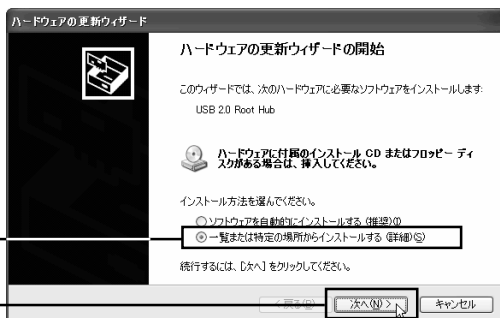 ハードウェアの更新ウィザード
ハードウェアの更新ウィザードの開始
このウィザードでは、次のハードウェアに必要なソフトウェアをインストールします:
USB 2.0 Root Hub
ハードウェアに付属のインストール CD またはフロッピー ディ
スクがある場合は、挿入してください。
インストール方法を選んでください。
ソフトウェアを自動的にインストールする (推奨)(I)
一覧または特定の場所からインストールする (詳細)(S)
続行するには、[次へ] をクリックしてください。
< 戻る(B) 次へ(N) > キャンセル